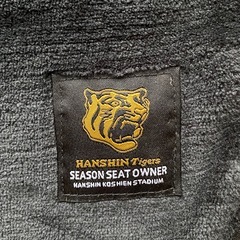 HANSHIN Tigers
SEASON SEAT OWNER
HANSHIN KOSHIEN STADIUM